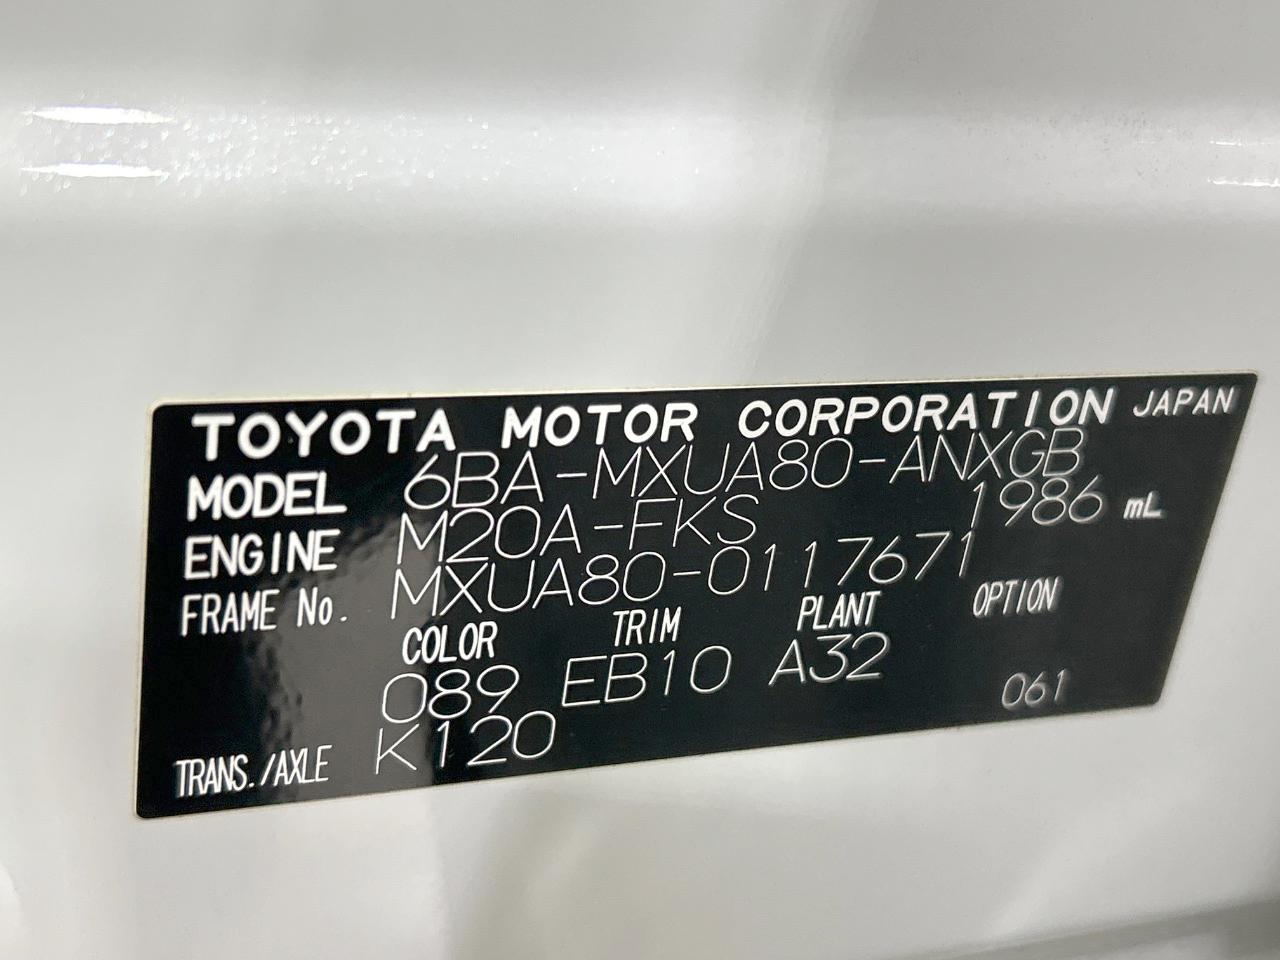 TOYOTA MOTOR CORPORATION JAPAN
MODEL 6BA-MXUA80-ANXGB
ENGINE M20A-FKS 1986 mL
FRAME No. MXUA80-0117671
COLOR TRIM PLANT OPTION
089 EB10 A32
TRANS./AXLE K120 061